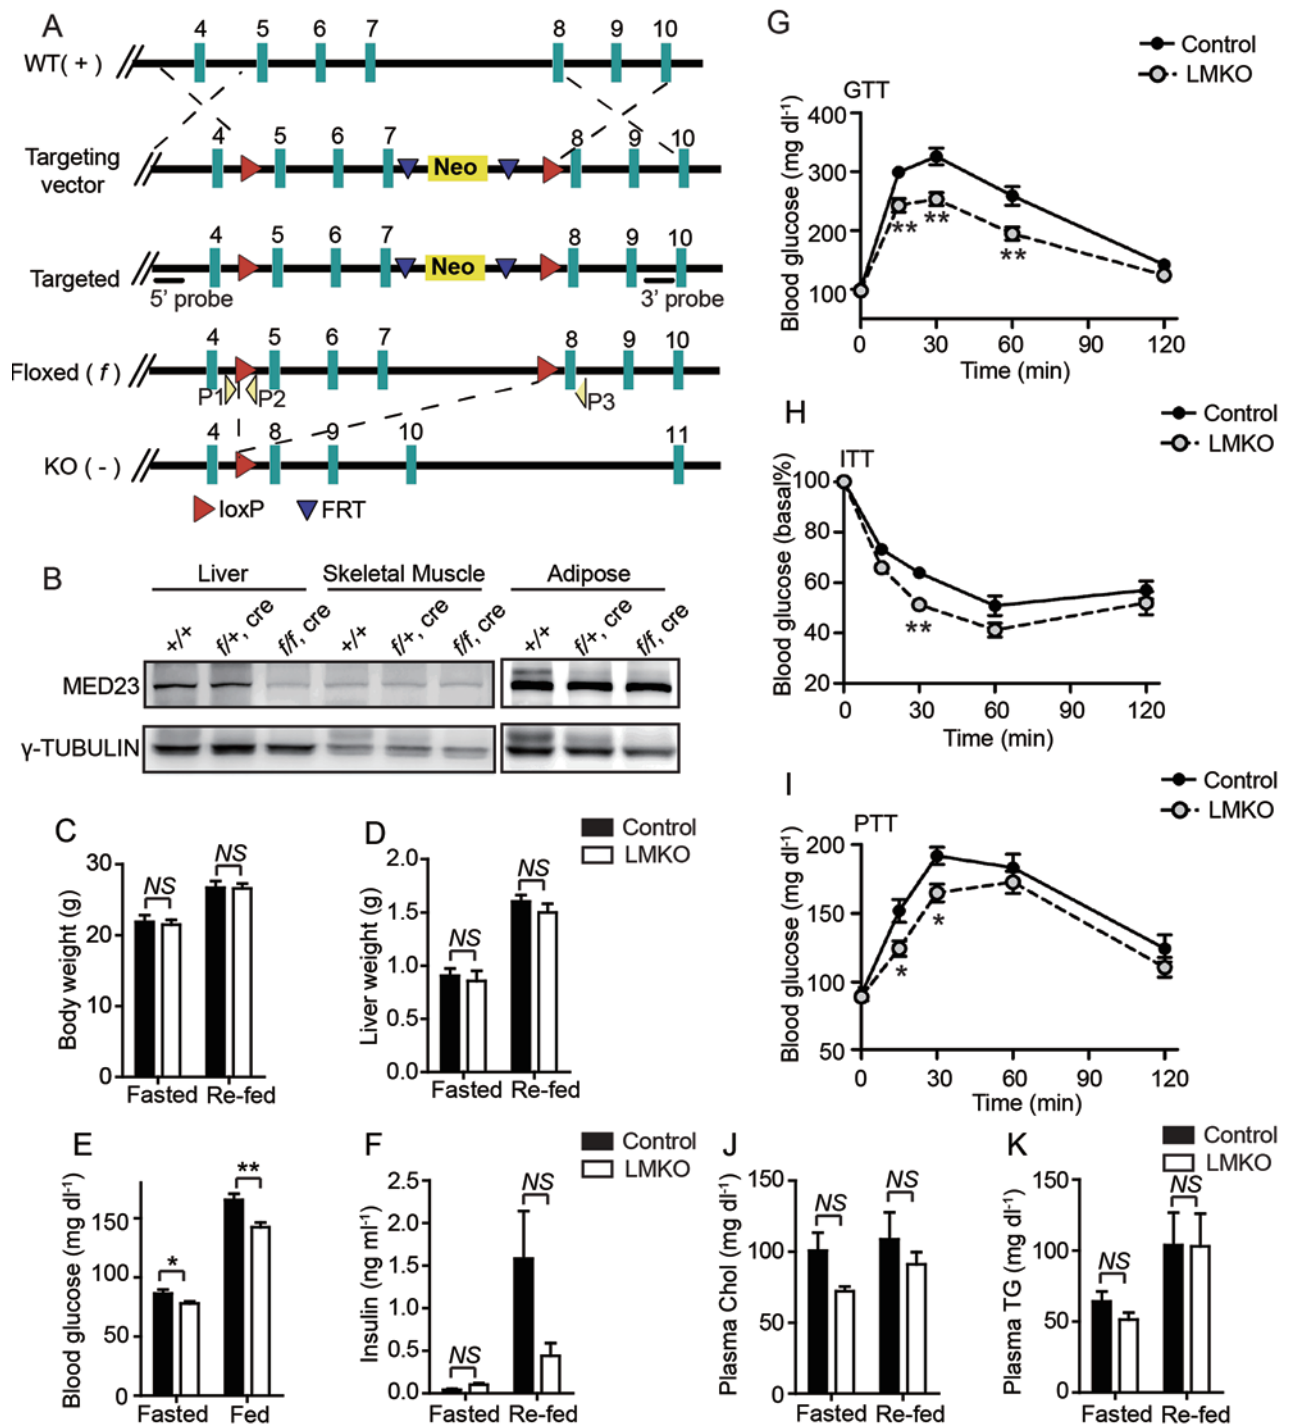 A
4 5 6 7 8 9 10
WT( + )
4 5 6 7 8 9 10
Targeting
vector
Neo
4 5 6 7 8 9 10
Targeted
Neo
5' probe
3' probe
4 5 6 7 8 9 10
Floxed ( f )
P1 P2 P3
4 8 9 10 11
KO ( - )
loxP FRT
B
Liver Skeletal Muscle Adipose
+/+ f/+, cre f/f, cre +/+ f/+, cre f/f, cre +/+ f/+, cre f/f, cre
MED23
γ-TUBULIN
C
Body weight (g)
30
20
10
0
NS
NS
Fasted Re-fed
D
Control
LMKO
Liver weight (g)
2.0
1.5
1.0
0.5
0.0
NS
NS
Fasted Re-fed
E
Blood glucose (mg dl-1)
150
100
50
0
*
**
Fasted Fed
F
Control
LMKO
Insulin (ng ml-1)
2.5
2.0
1.5
1.0
0.5
0.0
NS
NS
Fasted Re-fed
G
Control
LMKO
GTT
Blood glucose (mg dl-1)
400
300
200
100
** ** **
0 30 60 90 120
Time (min)
H
Control
LMKO
ITT
Blood glucose (basal%)
100
80
60
40
20
**
0 30 60 90 120
Time (min)
I
Control
LMKO
PTT
Blood glucose (mg dl-1)
200
150
100
50
* *
0 30 60 90 120
Time (min)
J
Plasma Chol (mg dl-1)
150
100
50
0
NS
NS
Fasted Re-fed
K
Control
LMKO
Plasma TG (mg dl-1)
150
100
50
0
NS
NS
Fasted Re-fed